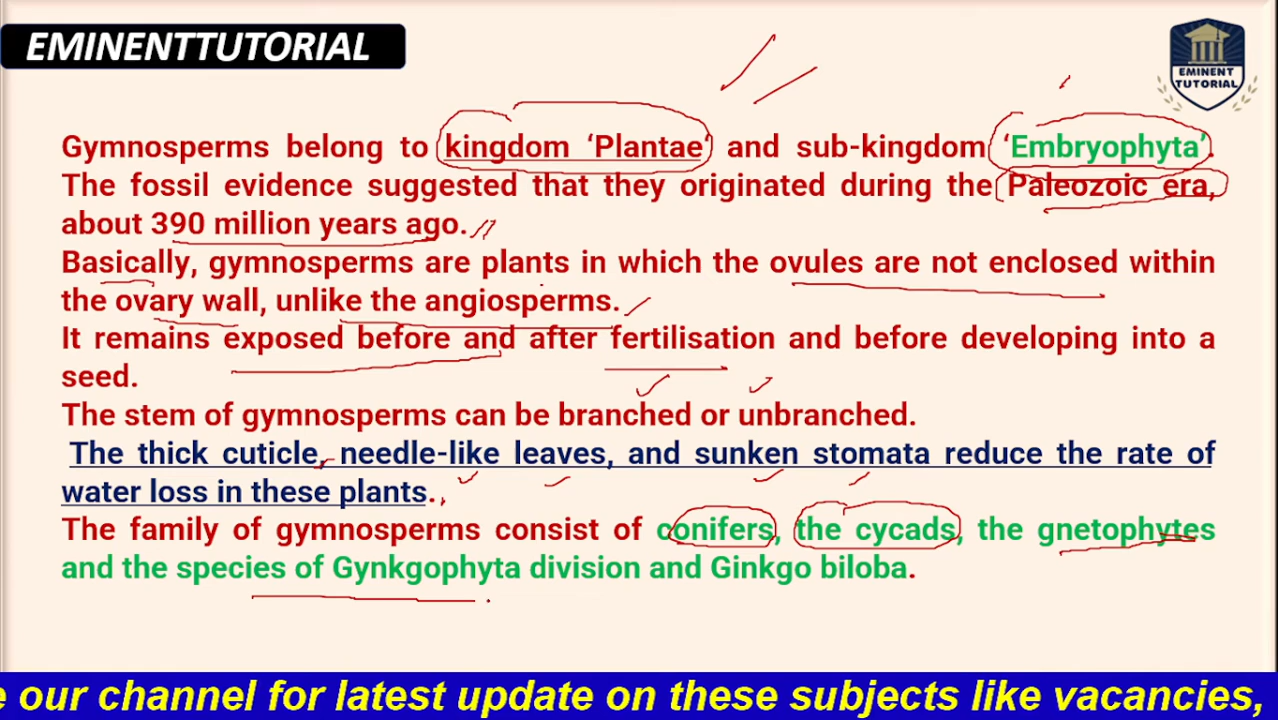 EMINENTTUTORIAL
EMINENT
TUTORIAL
Gymnosperms belong to kingdom ‘Plantae‘ and sub-kingdom ‘Embryophyta’.
The fossil evidence suggested that they originated during the Paleozoic era,
about 390 million years ago.
Basically, gymnosperms are plants in which the ovules are not enclosed within
the ovary wall, unlike the angiosperms.
It remains exposed before and after fertilisation and before developing into a
seed.
The stem of gymnosperms can be branched or unbranched.
The thick cuticle, needle-like leaves, and sunken stomata reduce the rate of
water loss in these plants.
The family of gymnosperms consist of conifers, the cycads, the gnetophytes
and the species of Gynkgophyta division and Ginkgo biloba.
e our channel for latest update on these subjects like vacancies,